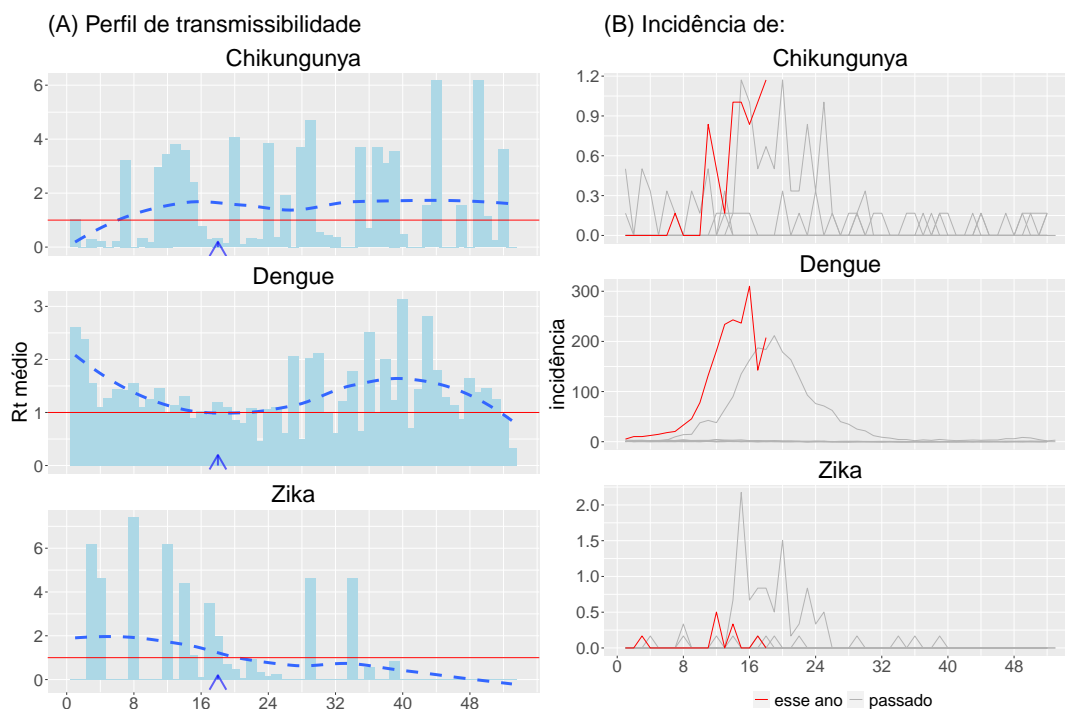 (A) Perfil de transmissibilidade
Chikungunya
6
4
2
0
Dengue
3
2
1
0
Rt médio
Zika
6
4
2
0
0 8 16 24 32 40 48
(B) Incidência de:
Chikungunya
1.2
0.9
0.6
0.3
0.0
Dengue
300
200
100
0
incidência
Zika
2.0
1.5
1.0
0.5
0.0
0 8 16 24 32 40 48
esse ano passado